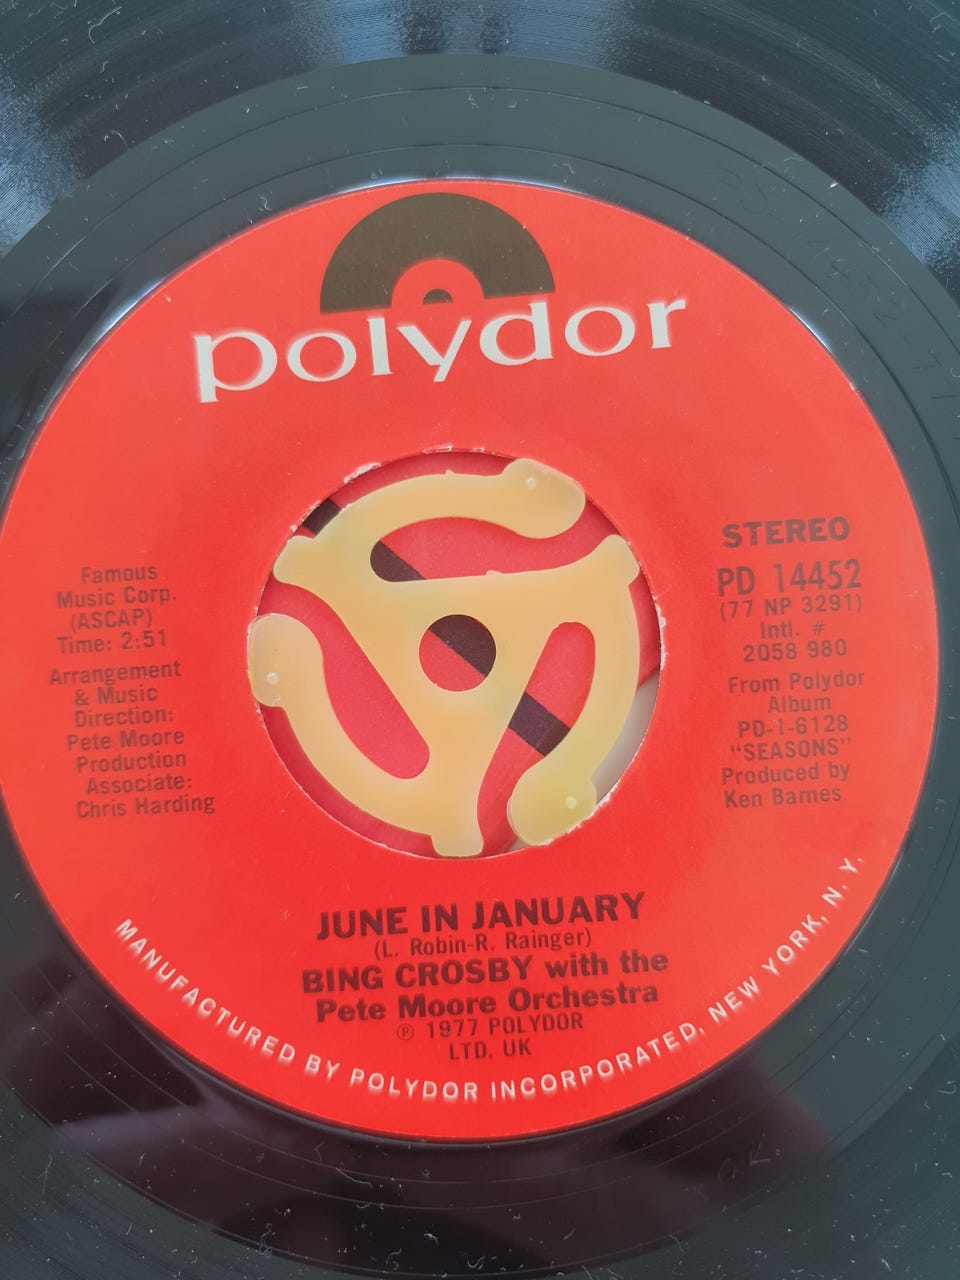 polydor
Famous
Music Corp.
(ASCAP)
Time: 2:51
Arrangement
& Music
Direction:
Pete Moore
Production
Associate:
Chris Harding
STEREO
PD 14452
(77 NP 3291)
Intl. #
2058 980
From Polydor
Album
PD-1-6128
"SEASONS"
Produced by
Ken Barnes
JUNE IN JANUARY
(L. Robin-R. Rainger)
BING CROSBY with the
Pete Moore Orchestra
℗ 1977 POLYDOR
LTD. UK
MANUFACTURED BY POLYDOR INCORPORATED, NEW YORK, N. Y.